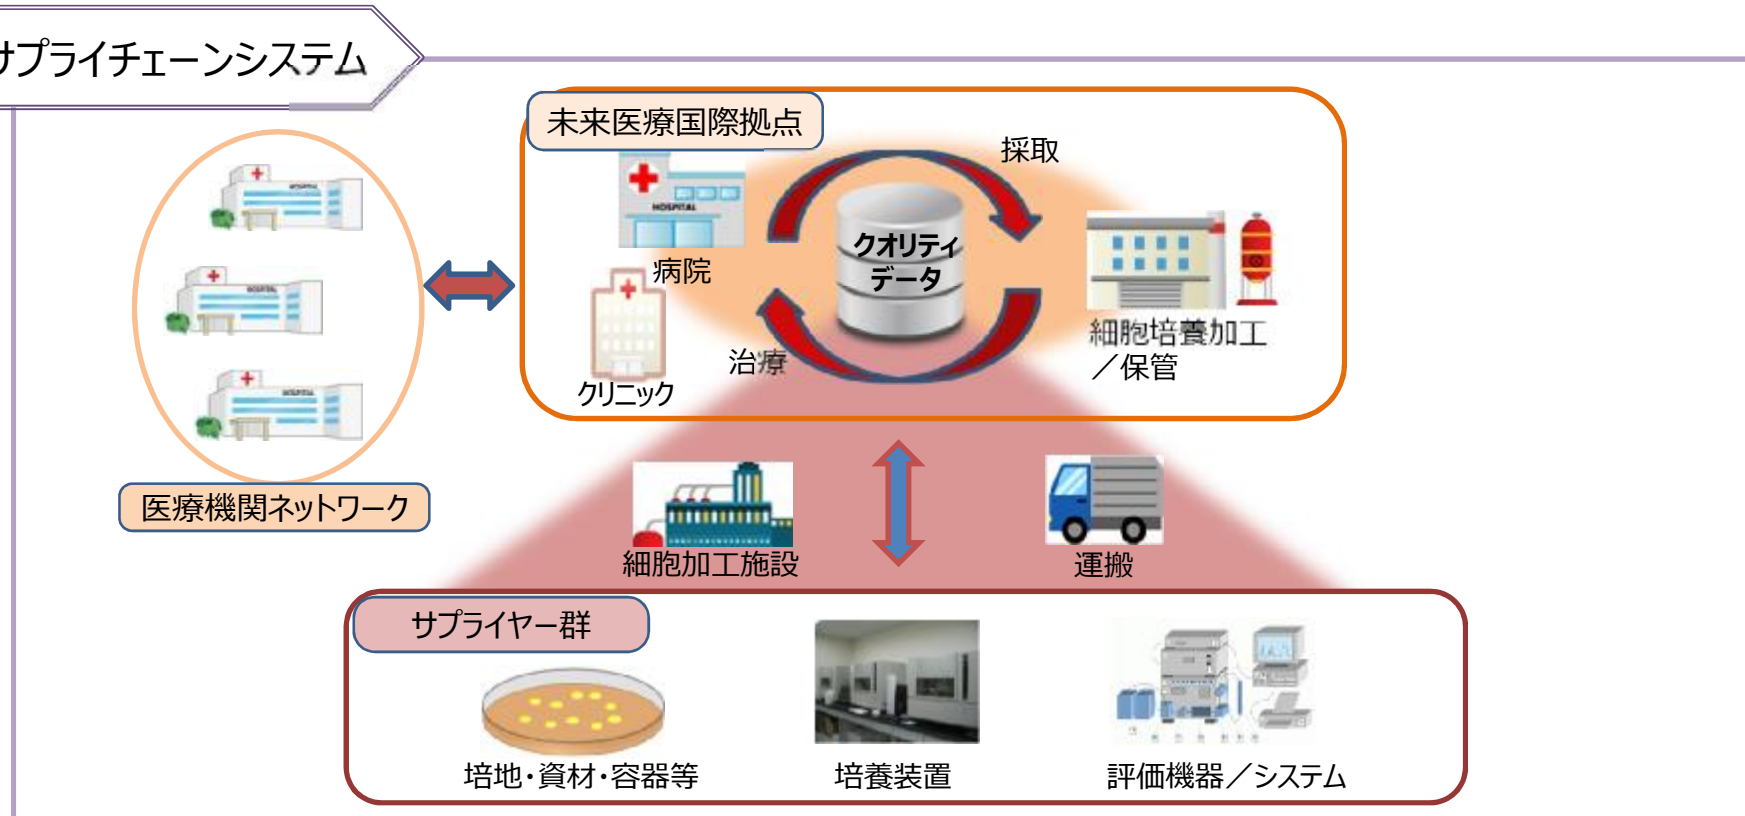 サプライチェーンシステム
未来医療国際拠点
採取
HOSPITAL
クオリティ
データ
病院
治療
クリニック
細胞培養加工
／保管
医療機関ネットワーク
細胞加工施設
運搬
サプライヤー群
培地・資材・容器等
培養装置
評価機器／システム